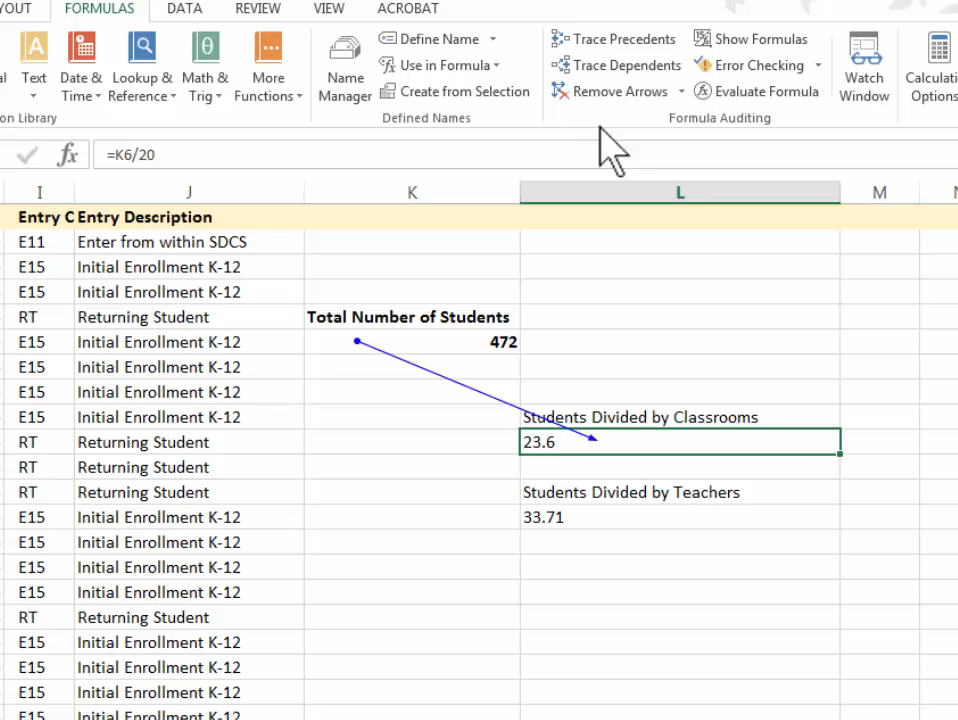 YOUT FORMULAS DATA REVIEW VIEW ACROBAT
al Text Date & Time Lookup & Reference Math & Trig More Functions
on Library
Name Manager
Define Name
Use in Formula
Create from Selection
Defined Names
Trace Precedents Show Formulas
Trace Dependents Error Checking
Remove Arrows Evaluate Formula
Formula Auditing
Watch Window
Calculati
Options
fx =K6/20
I J K L M N
Entry C Entry Description
E11 Enter from within SDCS
E15 Initial Enrollment K-12
E15 Initial Enrollment K-12
RT Returning Student Total Number of Students
E15 Initial Enrollment K-12 472
E15 Initial Enrollment K-12
E15 Initial Enrollment K-12
E15 Initial Enrollment K-12 Students Divided by Classrooms
RT Returning Student 23.6
RT Returning Student
RT Returning Student Students Divided by Teachers
E15 Initial Enrollment K-12 33.71
E15 Initial Enrollment K-12
E15 Initial Enrollment K-12
E15 Initial Enrollment K-12
RT Returning Student
E15 Initial Enrollment K-12
E15 Initial Enrollment K-12
E15 Initial Enrollment K-12
E15 Initial Enrollment K-12